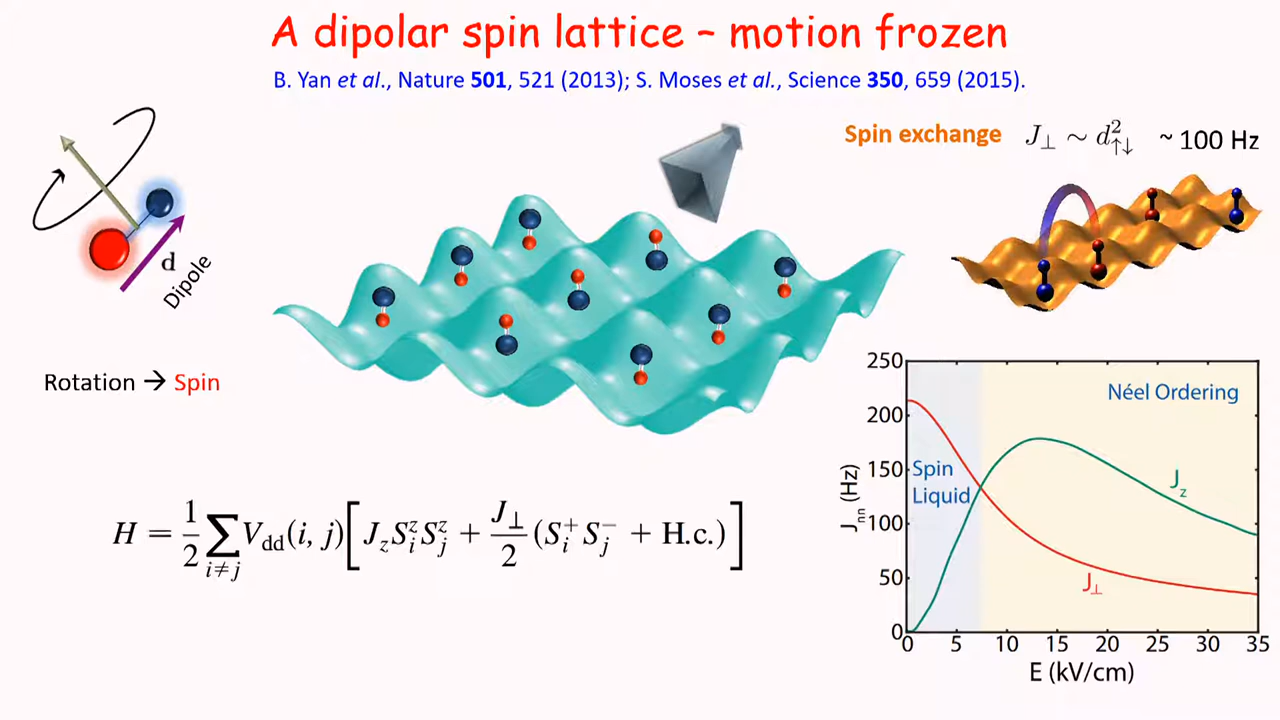 A dipolar spin lattice – motion frozen
B. Yan et al., Nature 501, 521 (2013); S. Moses et al., Science 350, 659 (2015).
Spin exchange J⊥ ∼ d²↑↓ ~ 100 Hz
d
Dipole
Rotation → Spin
H = 1/2 ∑i≠j Vdd(i, j)[JzSizSjz + J⊥/2 (Si+Sj− + H.c.)]
250
200
150
100
50
0
Jnn (Hz)
Néel Ordering
Spin
Liquid
Jz
J⊥
0 5 10 15 20 25 30 35
E (kV/cm)